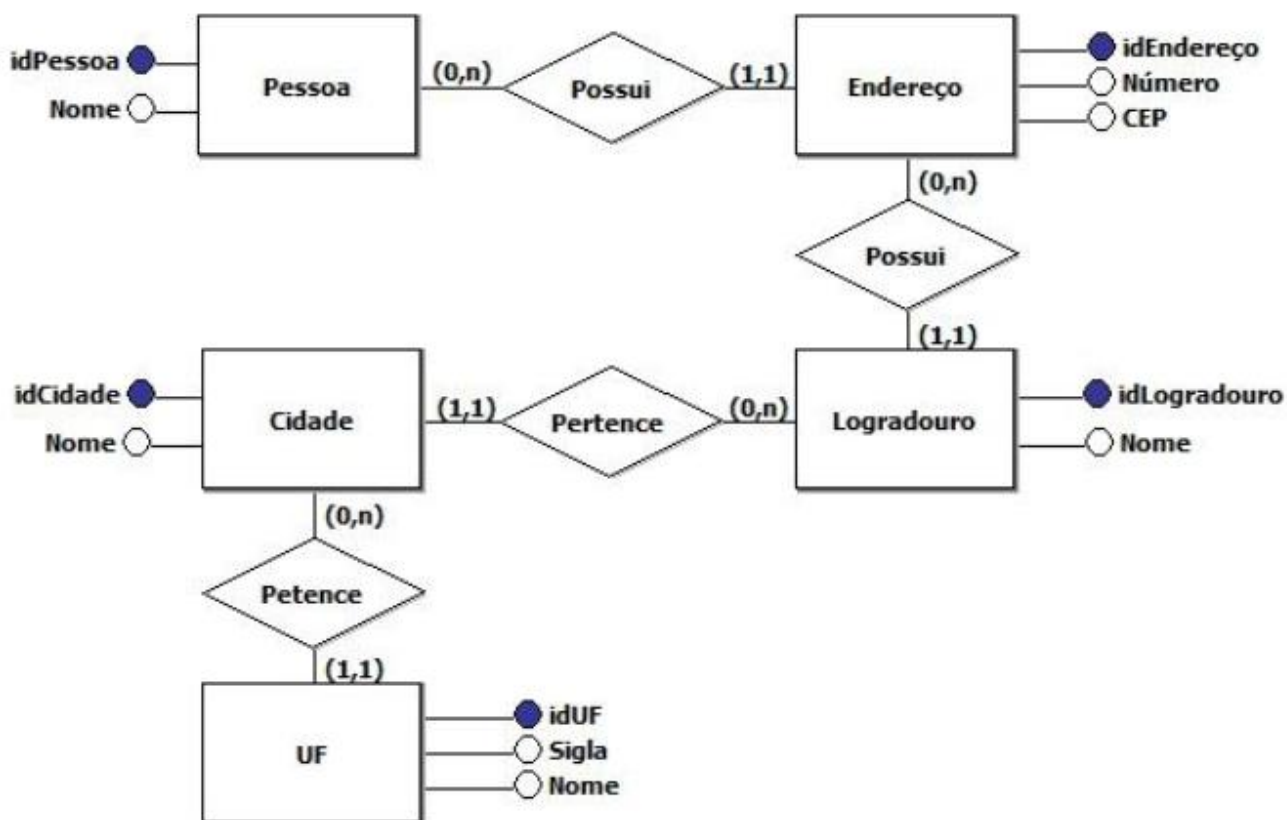 idPessoa
Nome
Pessoa
(0,n)
Possui
(1,1)
Endereço
idEndereço
Número
CEP
(0,n)
Possui
(1,1)
idCidade
Nome
Cidade
(1,1)
Pertence
(0,n)
Logradouro
idLogradouro
Nome
(0,n)
Petence
(1,1)
UF
idUF
Sigla
Nome